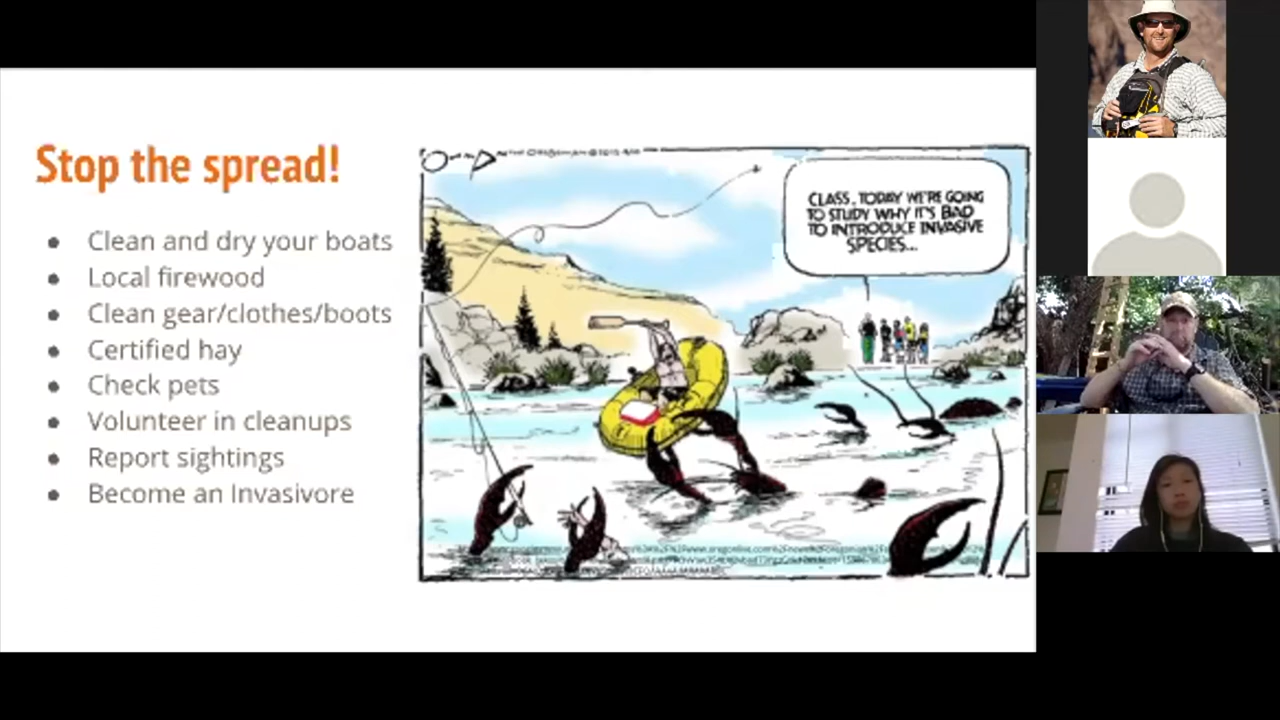 Stop the spread!
● Clean and dry your boats
● Local firewood
● Clean gear/clothes/boots
● Certified hay
● Check pets
● Volunteer in cleanups
● Report sightings
● Become an Invasivore
CLASS, TODAY WE'RE GOING
TO STUDY WHY IT'S BAD
TO INTRODUCE INVASIVE
SPECIES...